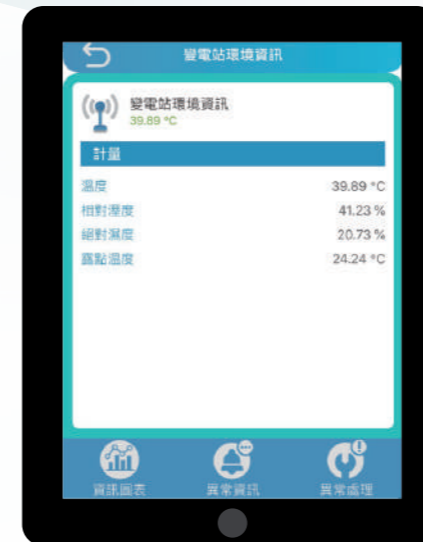 變電站環境資訊
變電站環境資訊
39.89 °C
計量
溫度 39.89 °C
相對溼度 41.23 %
絕對濕度 20.73 %
露點溫度 24.24 °C
資訊圖表 異常資訊 異常處理